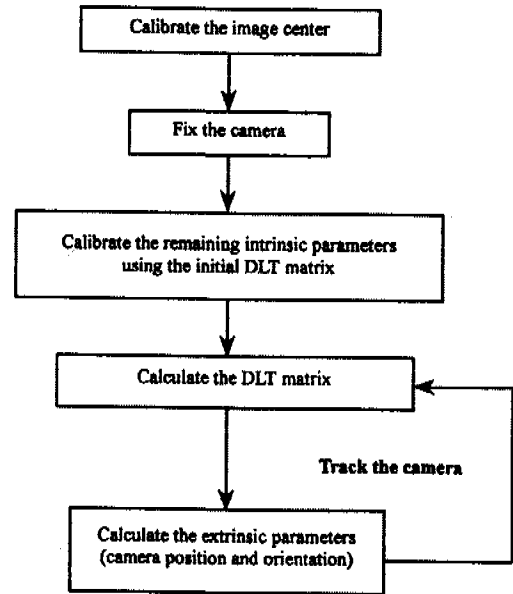 Calibrate the image center
Fix the camera
Calibrate the remaining intrinsic parameters
using the initial DLT matrix
Calculate the DLT matrix
Track the camera
Calculate the extrinsic parameters
(camera position and orientation)